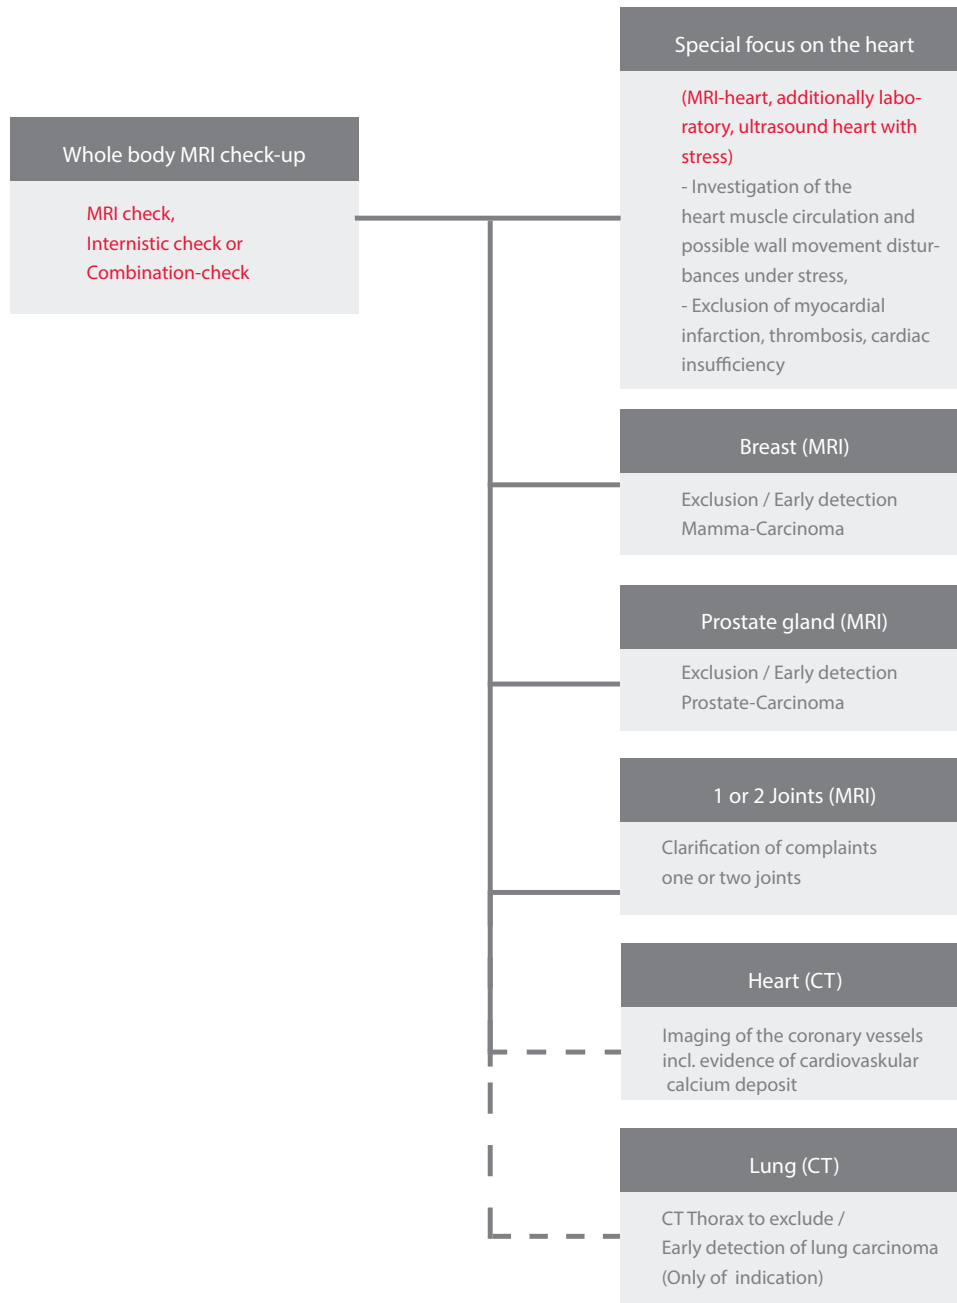 Whole body MRI check-up
MRI check,
Internistic check or
Combination-check
Special focus on the heart
(MRI-heart, additionally labo-
ratory, ultrasound heart with
stress)
- Investigation of the
heart muscle circulation and
possible wall movement distur-
bances under stress,
- Exclusion of myocardial
infarction, thrombosis, cardiac
insufficiency
Breast (MRI)
Exclusion / Early detection
Mamma-Carcinoma
Prostate gland (MRI)
Exclusion / Early detection
Prostate-Carcinoma
1 or 2 Joints (MRI)
Clarification of complaints
one or two joints
Heart (CT)
Imaging of the coronary vessels
incl. evidence of cardiovaskular
calcium deposit
Lung (CT)
CT Thorax to exclude /
Early detection of lung carcinoma
(Only of indication)